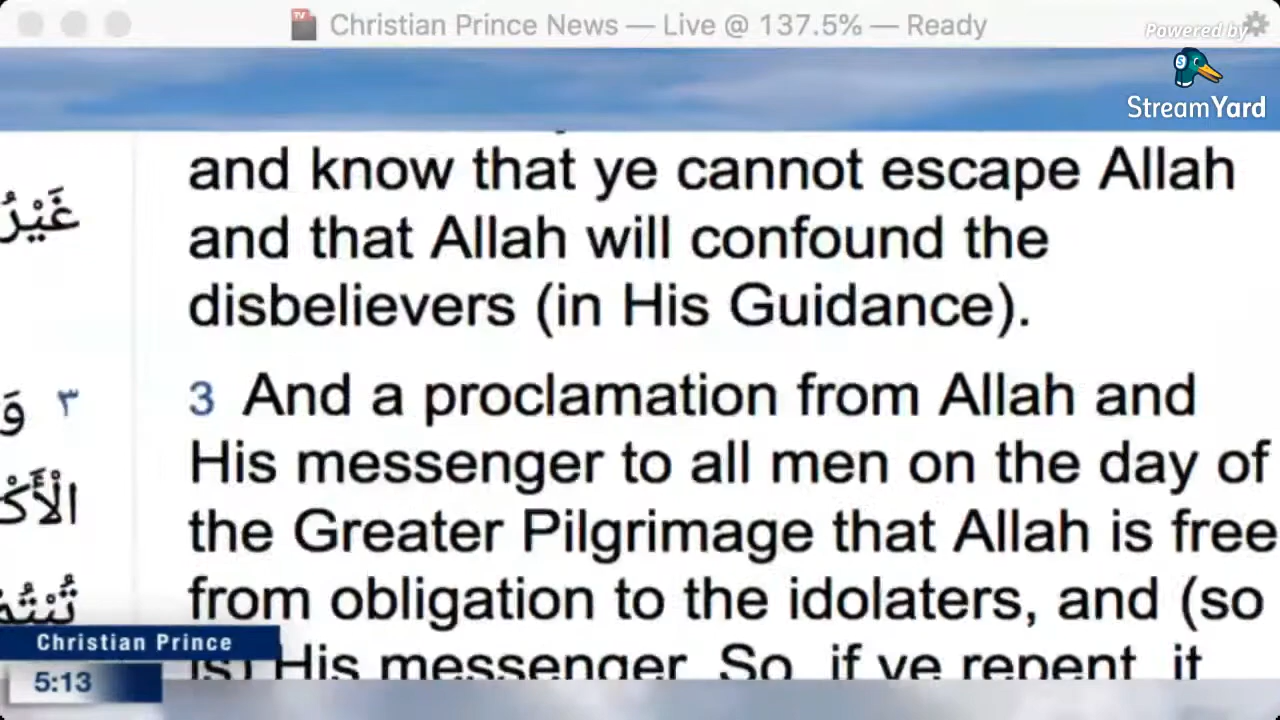 Christian Prince News — Live @ 137.5% — Ready
Powered by
StreamYard
and know that ye cannot escape Allah
and that Allah will confound the
disbelievers (in His Guidance).
غَيْرُ
3 And a proclamation from Allah and
His messenger to all men on the day of
the Greater Pilgrimage that Allah is free
from obligation to the idolaters, and (so
is) His messenger. So, if ye repent, it
٣ وَ
Christian Prince
5:13